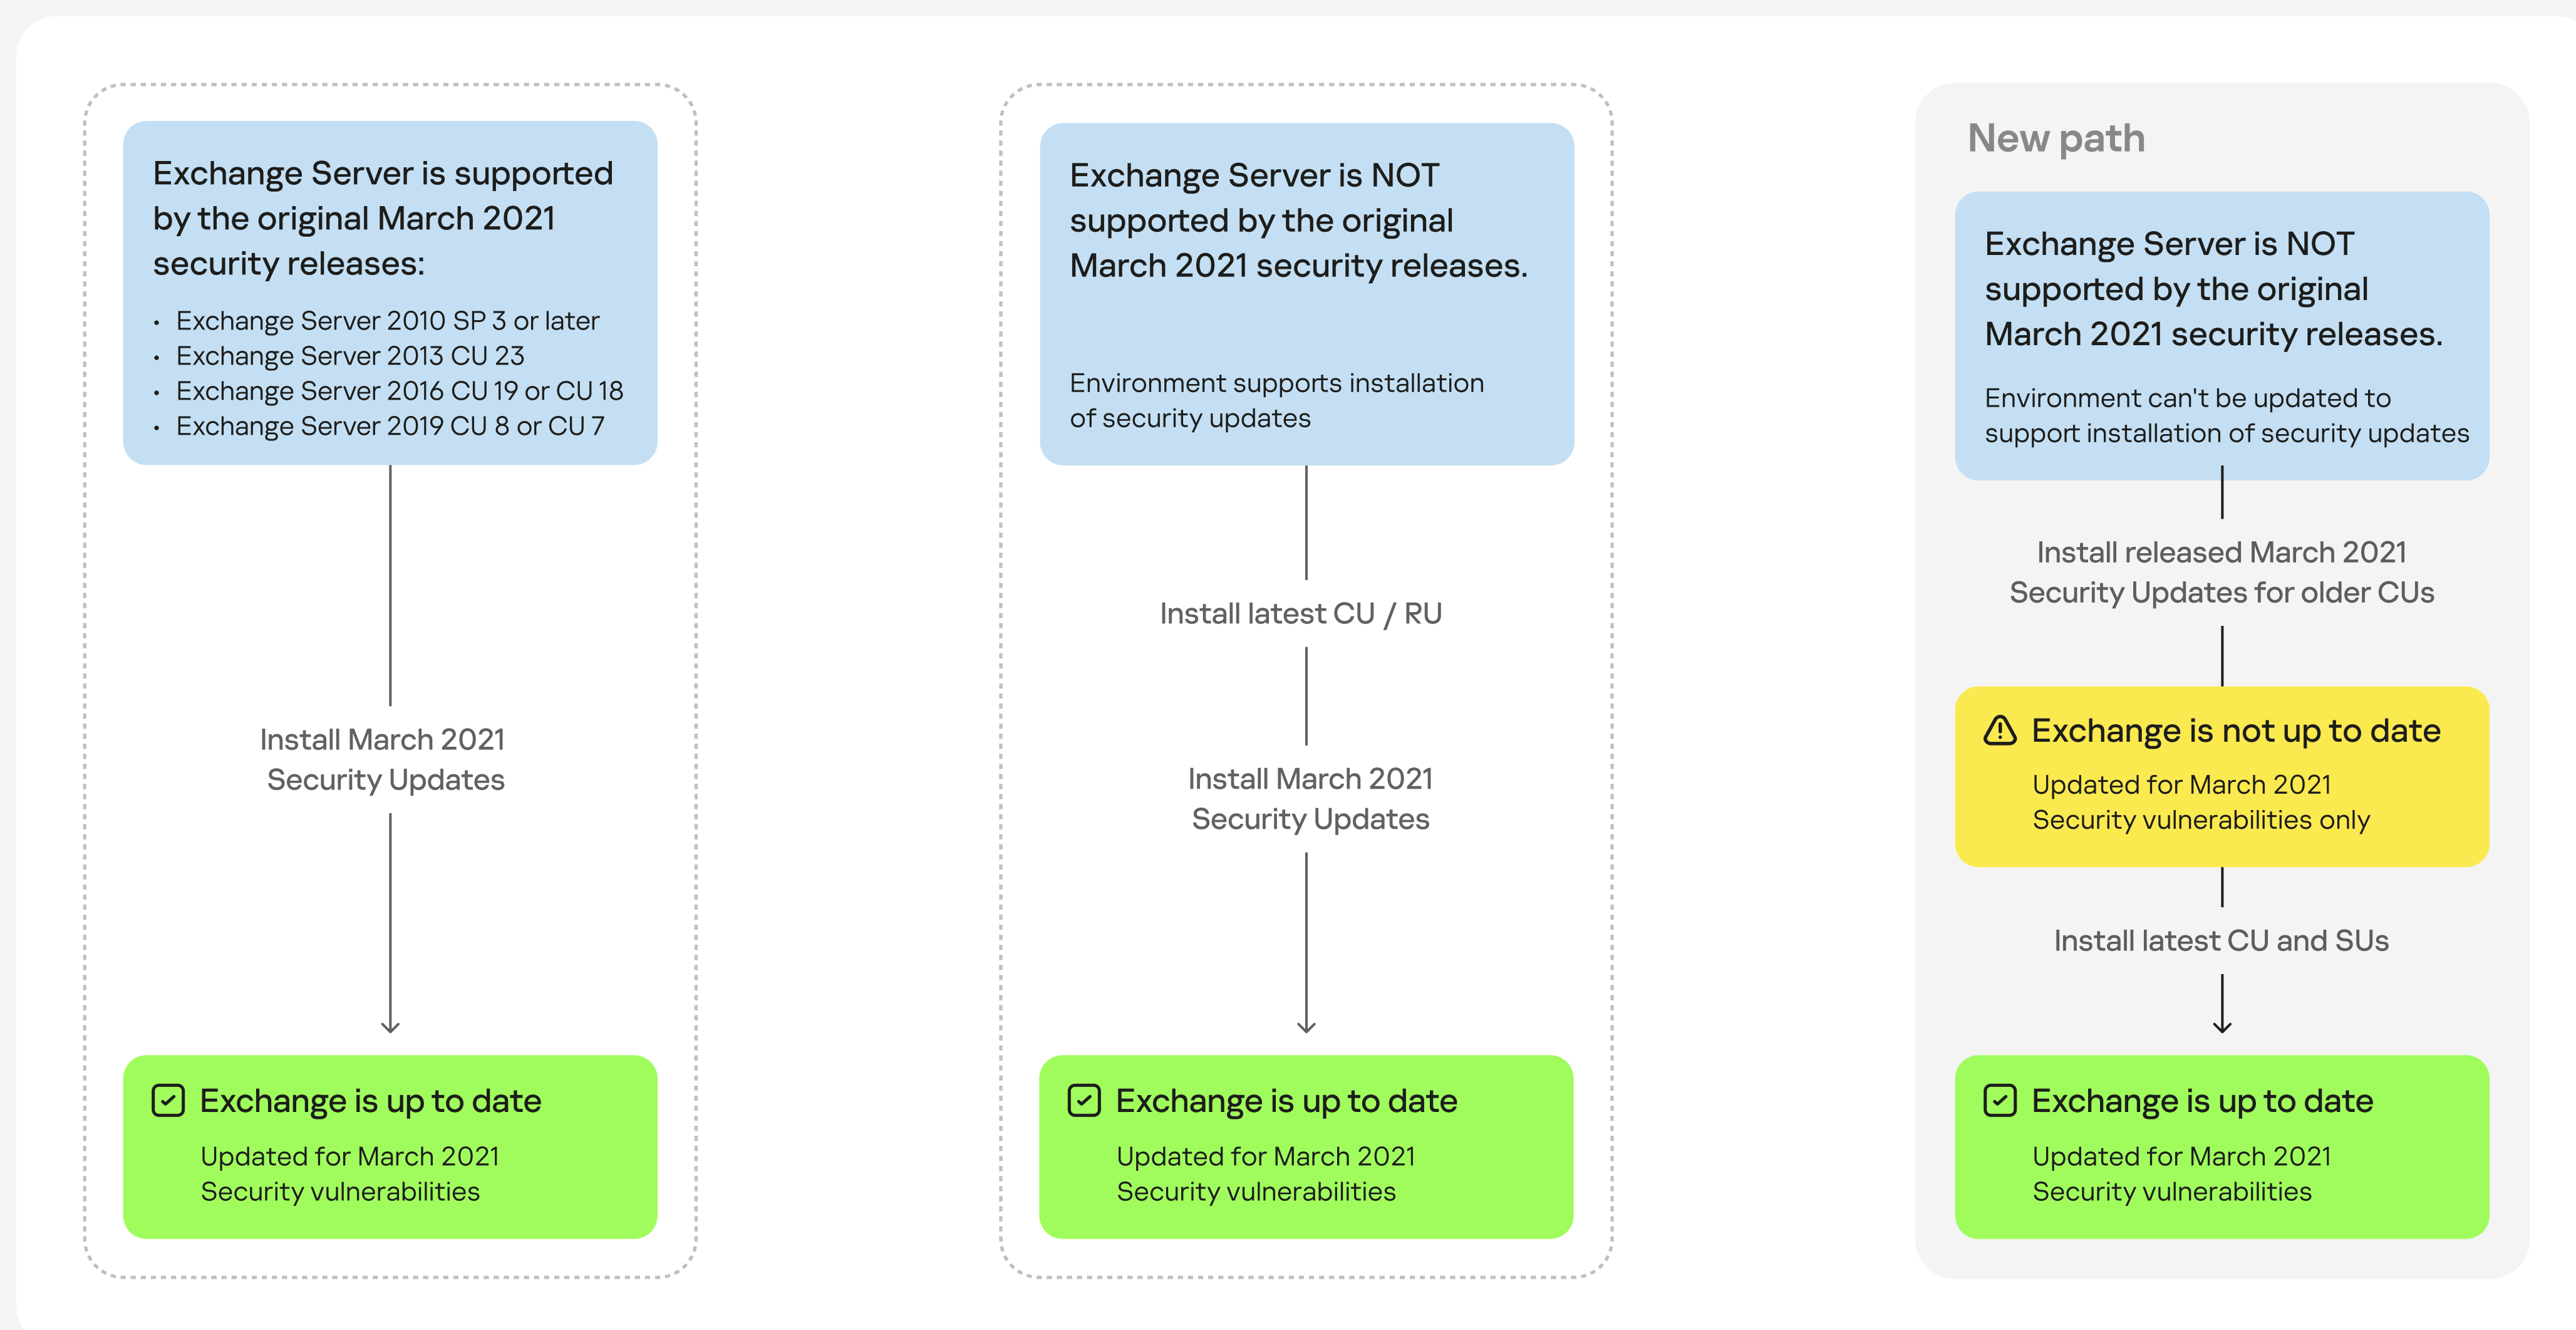 Exchange Server is supported
by the original March 2021
security releases:
• Exchange Server 2010 SP 3 or later
• Exchange Server 2013 CU 23
• Exchange Server 2016 CU 19 or CU 18
• Exchange Server 2019 CU 8 or CU 7
Install March 2021
Security Updates
Exchange is up to date
Updated for March 2021
Security vulnerabilities
Exchange Server is NOT
supported by the original
March 2021 security releases.
Environment supports installation
of security updates
Install latest CU / RU
Install March 2021
Security Updates
Exchange is up to date
Updated for March 2021
Security vulnerabilities
New path
Exchange Server is NOT
supported by the original
March 2021 security releases.
Environment can't be updated to
support installation of security updates
Install released March 2021
Security Updates for older CUs
Exchange is not up to date
Updated for March 2021
Security vulnerabilities only
Install latest CU and SUs
Exchange is up to date
Updated for March 2021
Security vulnerabilities